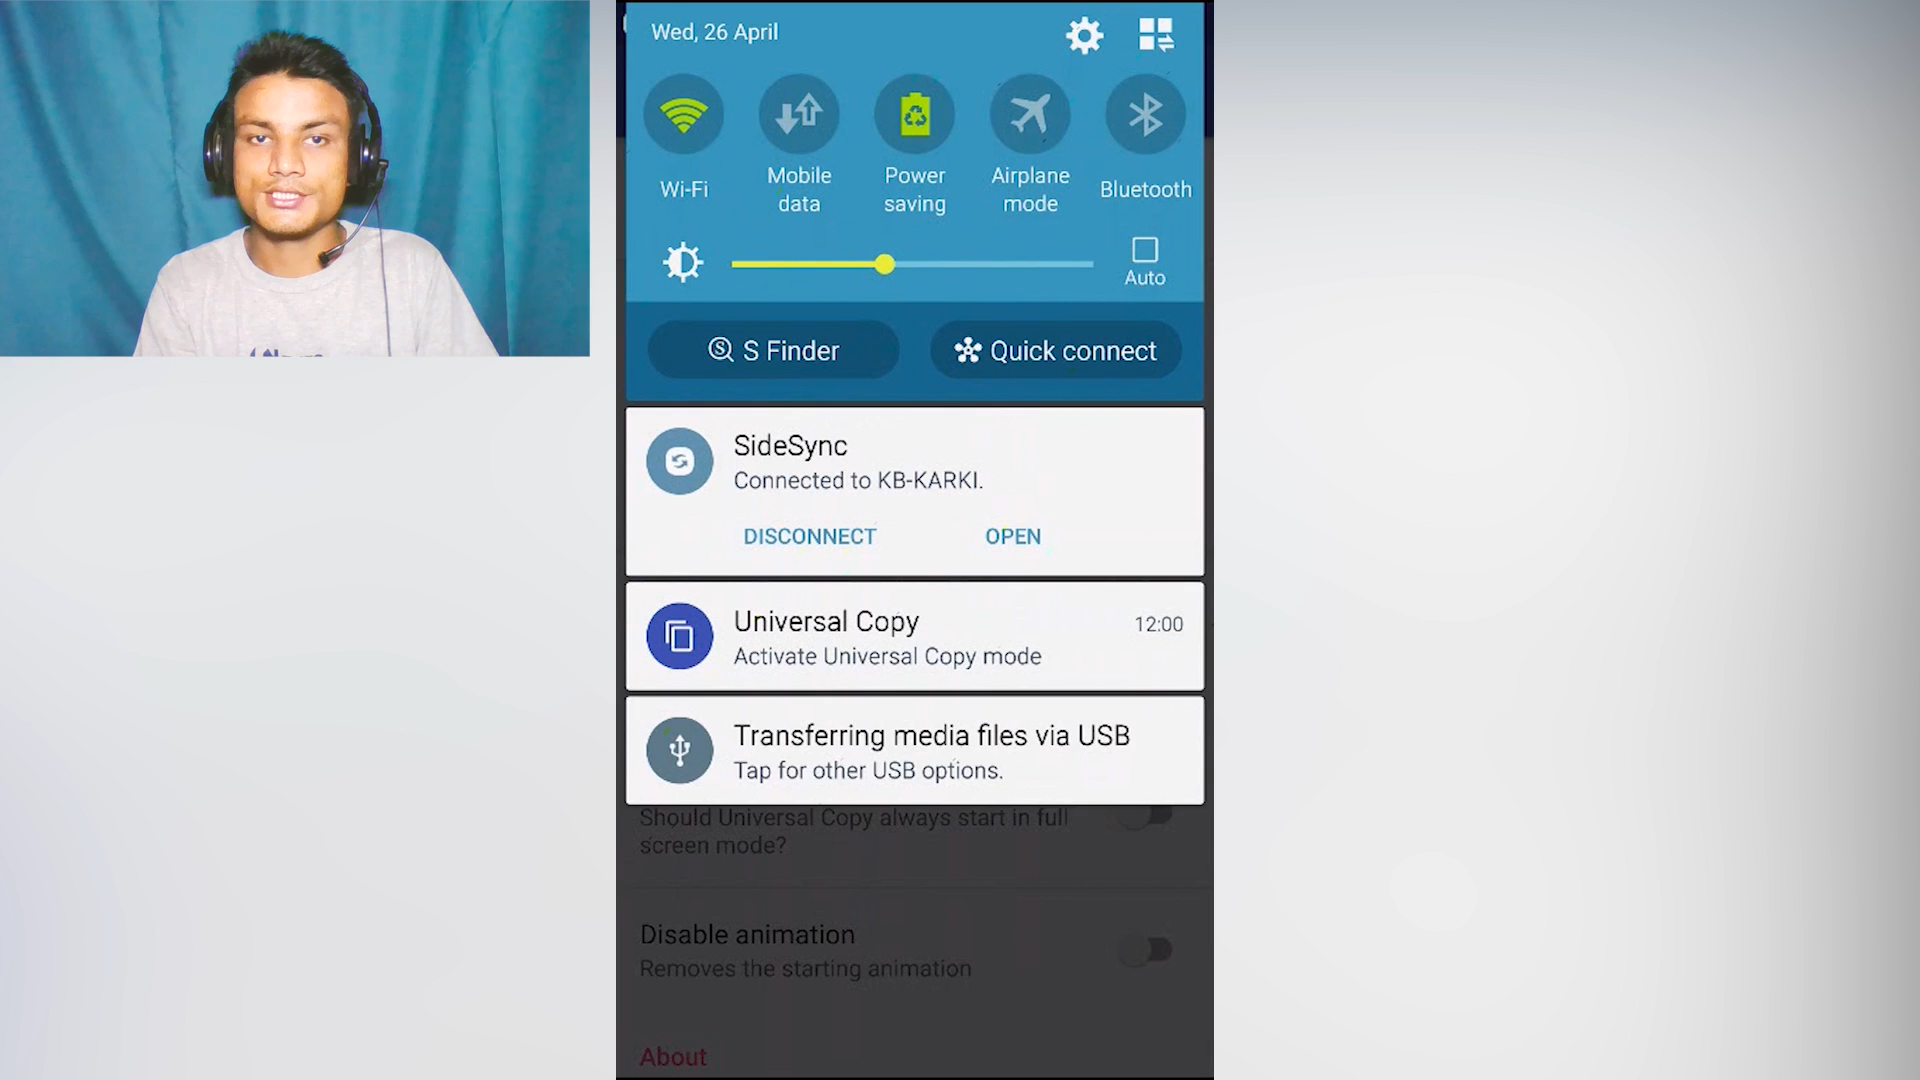 Wed, 26 April
Wi-Fi
Mobile
data
Power
saving
Airplane
mode
Bluetooth
Auto
S Finder
Quick connect
SideSync
Connected to KB-KARKI.
DISCONNECT
OPEN
Universal Copy
12:00
Activate Universal Copy mode
Transferring media files via USB
Tap for other USB options.
Should Universal Copy always start in full
screen mode?
Disable animation
Removes the starting animation
About